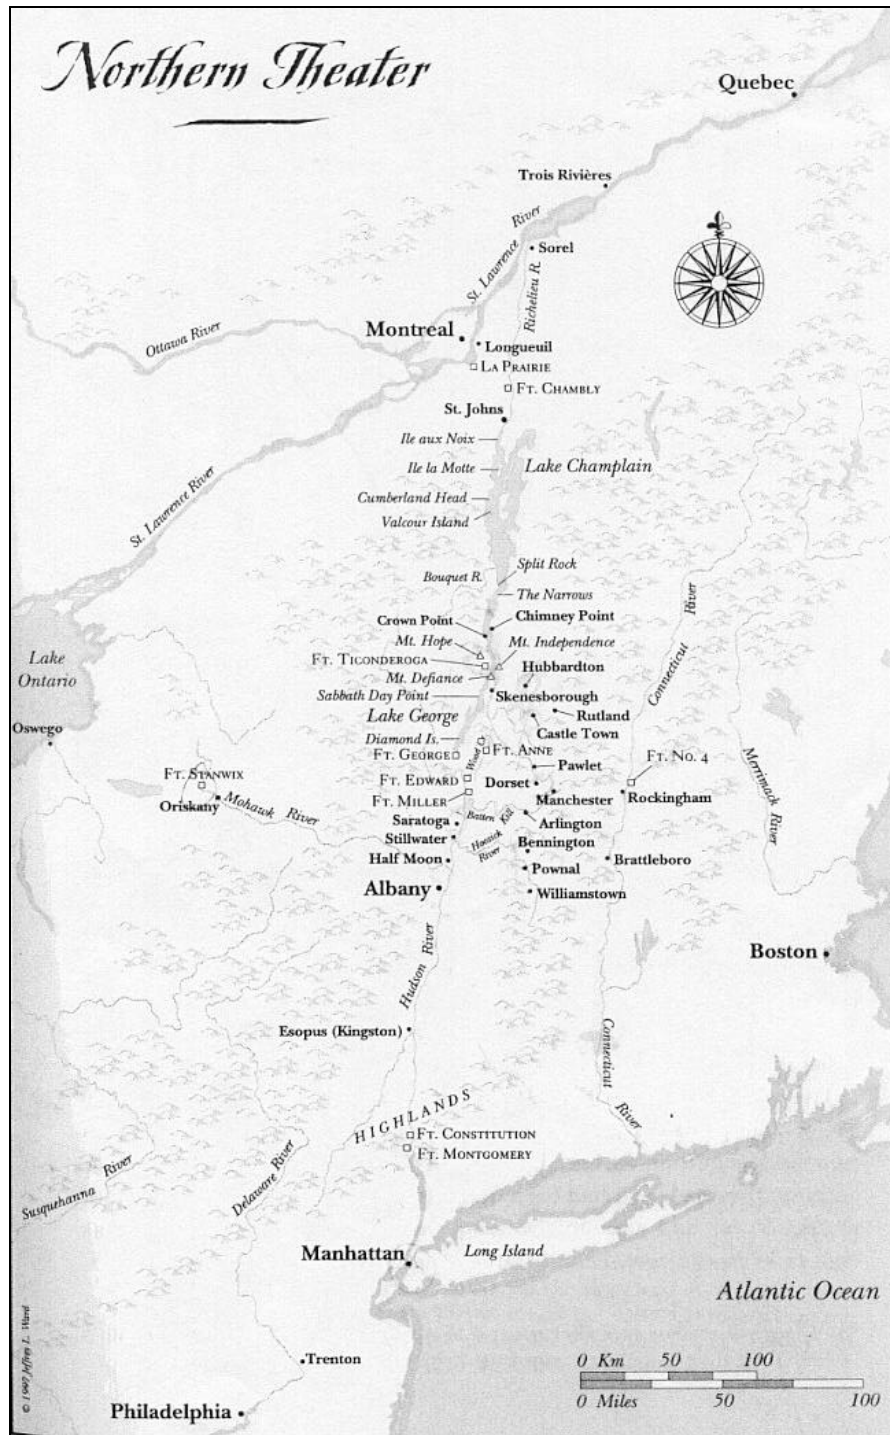 Northern Theater
Quebec
Trois Rivières
St. Lawrence River
Sorel
Richelieu R.
Ottawa River
Montreal
Longueuil
La Prairie
Ft. Chambly
St. Johns
Ile aux Noix
Lake Champlain
Ile la Motte
Cumberland Head
Valcour Island
St. Lawrence River
Split Rock
Bouquet R.
The Narrows
Connecticut River
Crown Point
Chimney Point
Mt. Hope
Mt. Independence
Lake
Ontario
Ft. Ticonderoga
Hubbardton
Mt. Defiance
Sabbath Day Point
Skenesborough
Lake George
Rutland
Castle Town
Oswego
Diamond Is.
Ft. George
Ft. Anne
Wood
Ft. No. 4
Merrimack River
Pawlet
Ft. Stanwix
Ft. Edward
Dorset
Oriskany
Mohawk River
Ft. Miller
Manchester
Rockingham
Batten Kill
Saratoga
Arlington
Stillwater
Hoosick
River
Bennington
Half Moon
Brattleboro
Pownal
Albany
Williamstown
Boston
Hudson River
Esopus (Kingston)
Connecticut River
HIGHLANDS
Ft. Constitution
Ft. Montgomery
Susquehanna River
Delaware River
Manhattan
Long Island
Atlantic Ocean
Trenton
0 Km 50 100
0 Miles 50 100
Philadelphia
© 1997 Jeffrey L. Ward